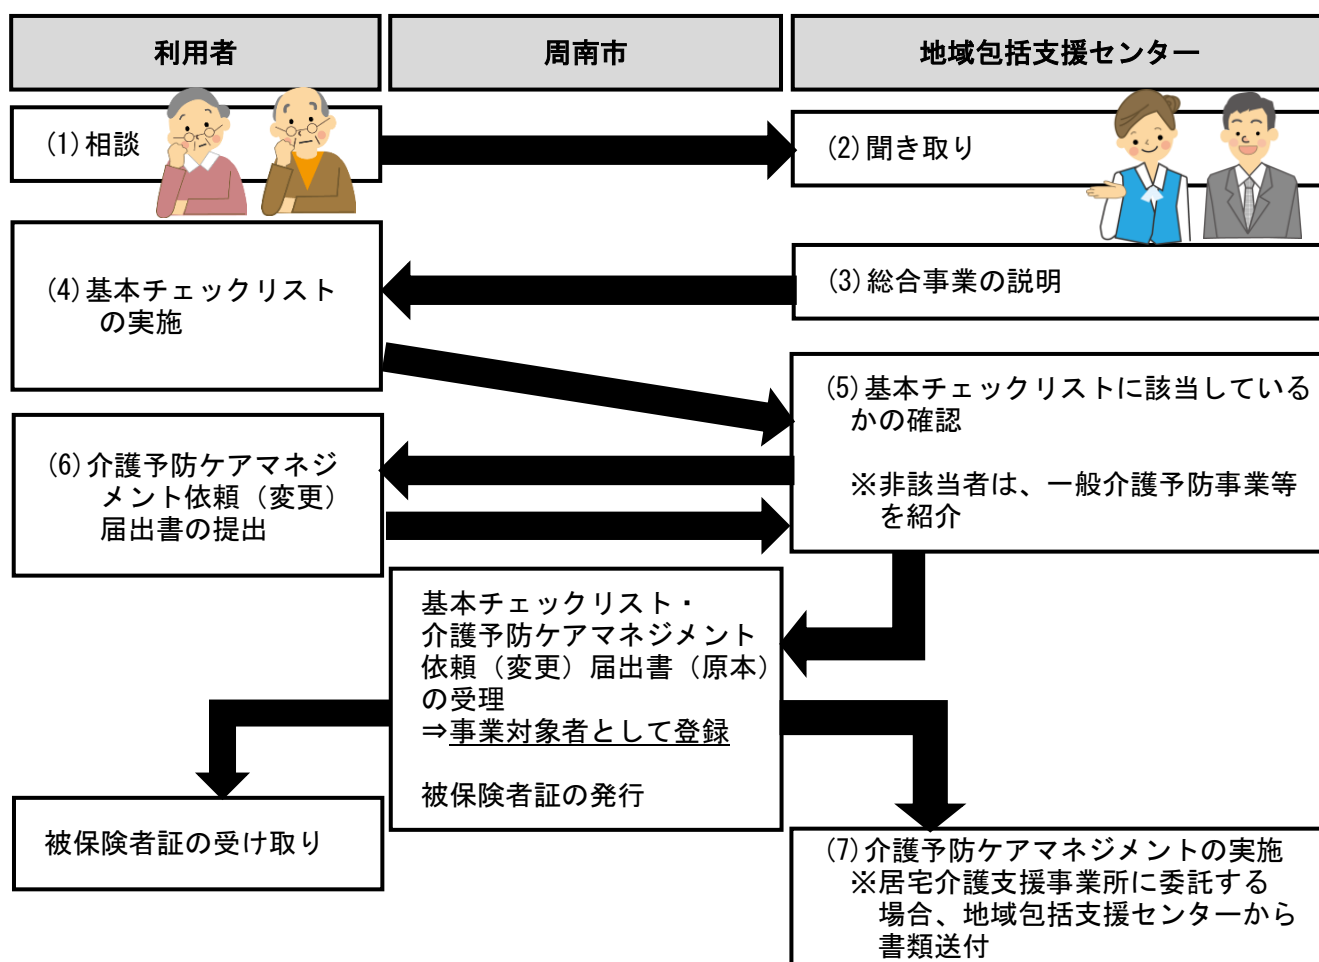 利用者
周南市
地域包括支援センター
(1)相談
(2)聞き取り
(3)総合事業の説明
(4)基本チェックリスト
の実施
(5)基本チェックリストに該当している
かの確認
※非該当者は、一般介護予防事業等
を紹介
(6)介護予防ケアマネジ
メント依頼（変更）
届出書の提出
基本チェックリスト・
介護予防ケアマネジメント
依頼（変更）届出書（原本）
の受理
⇒事業対象者として登録
被保険者証の発行
被保険者証の受け取り
(7)介護予防ケアマネジメントの実施
※居宅介護支援事業所に委託する
場合、地域包括支援センターから
書類送付